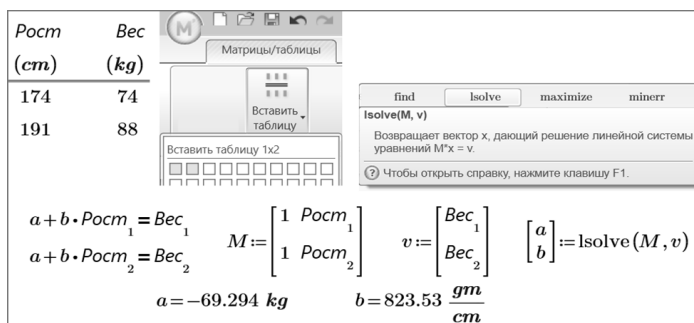 Рост Вес
(cm) (kg)
174 74
191 88
Матрицы/таблицы
Вставить
таблицу
Вставить таблицу 1x2
find lsolve maximize minerr
lsolve(M, v)
Возвращает вектор x, дающий решение линейной системы
уравнений M*x = v.
Чтобы открыть справку, нажмите клавишу F1.
a+b·Рост₁=Вес₁
a+b·Рост₂=Вес₂
M:=[1 Рост₁
1 Рост₂]
v:=[Вес₁
Вес₂]
[a
b]:=lsolve(M,v)
a=−69.294 kg
b=823.53 gm/cm